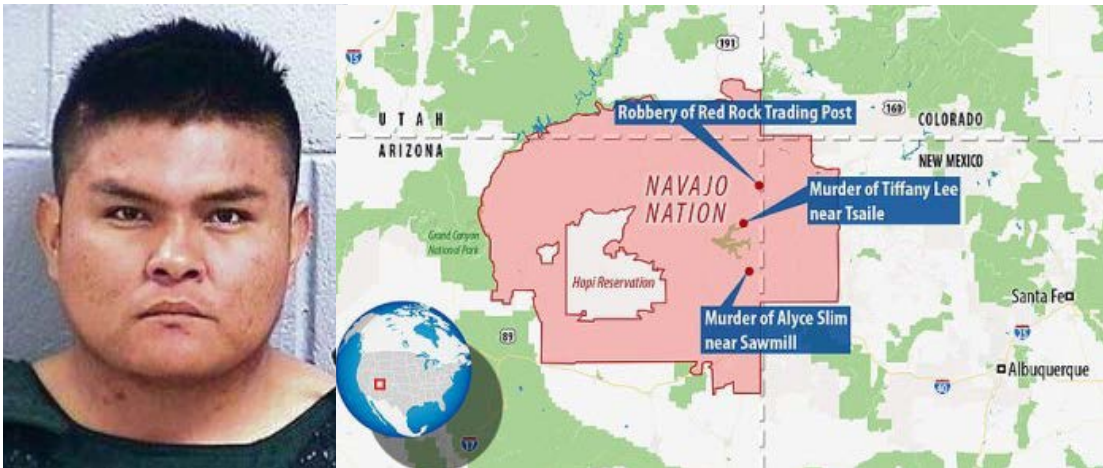 15
191
Robbery of Red Rock Trading Post
169
UTAH
COLORADO
ARIZONA
NEW MEXICO
NAVAJO
NATION
Murder of Tiffany Lee
near Tsaile
Grand Canyon
National Park
Hopi Reservation
Santa Fe
Murder of Alyce Slim
near Sawmill
89
25
Albuquerque
40
17